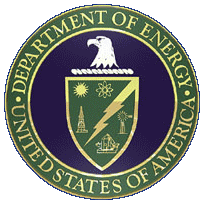 · DEPARTMENT OF ENERGY ·
UNITED STATES OF AMERICA